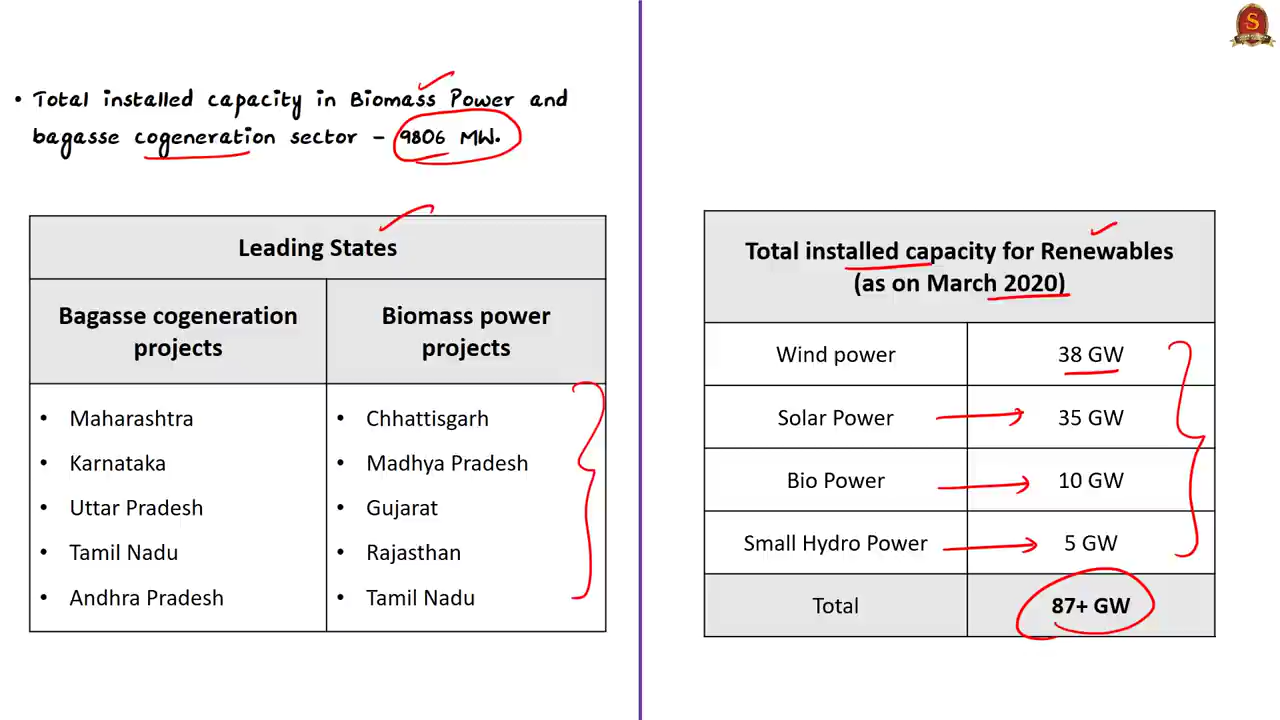 • Total installed capacity in Biomass Power and
bagasse cogeneration sector – 9806 MW.
Leading States
Bagasse cogeneration
projects
Biomass power
projects
• Maharashtra
• Karnataka
• Uttar Pradesh
• Tamil Nadu
• Andhra Pradesh
• Chhattisgarh
• Madhya Pradesh
• Gujarat
• Rajasthan
• Tamil Nadu
S
Total installed capacity for Renewables
(as on March 2020)
Wind power 38 GW
Solar Power 35 GW
Bio Power 10 GW
Small Hydro Power 5 GW
Total 87+ GW